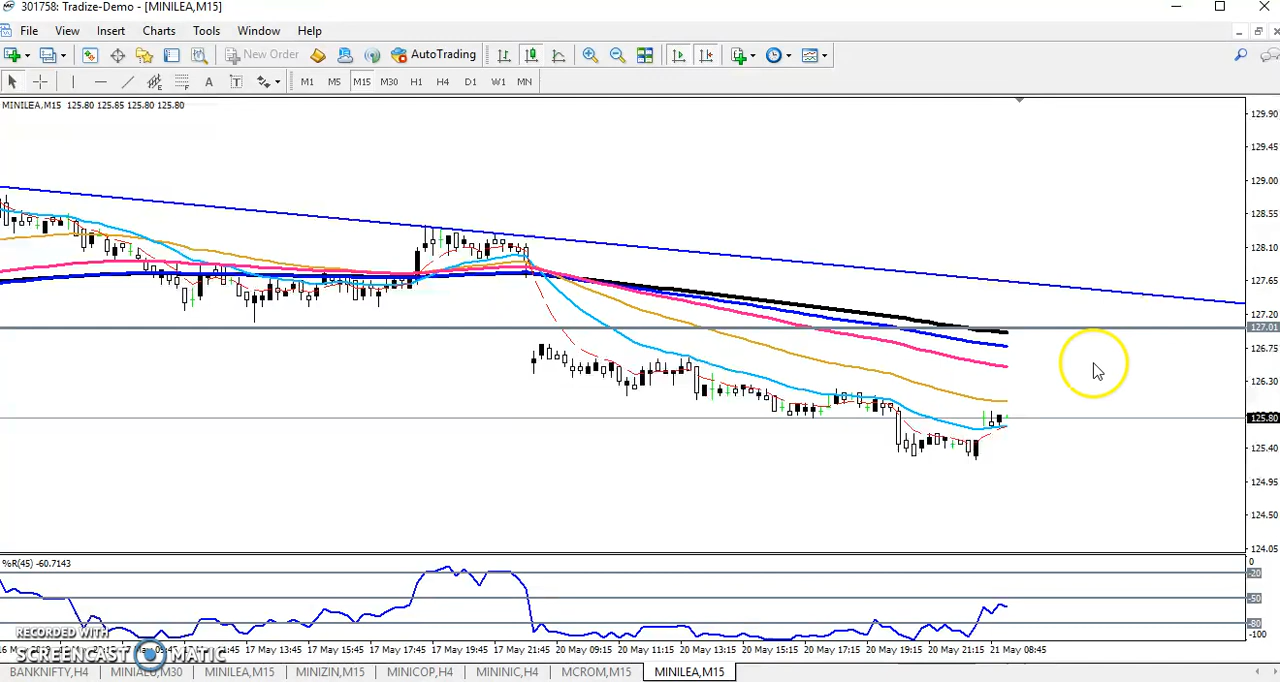 301758: Tradize-Demo - [MINILEA,M15]
File View Insert Charts Tools Window Help
New Order AutoTrading
A T M1 M5 M15 M30 H1 H4 D1 W1 MN
MINILEA,M15 125.80 125.85 125.80 125.80
129.90
129.45
129.00
128.55
128.10
127.65
127.20
127.01
126.75
126.30
125.80
125.40
124.95
124.50
124.05
%R(45) -60.7143
0
-20
-50
-80
-100
RECORDED WITH
SCREENCAST MATIC
17 May 13:45 17 May 15:45 17 May 17:45 17 May 19:45 17 May 21:45 20 May 09:15 20 May 11:15 20 May 13:15 20 May 15:15 20 May 17:15 20 May 19:15 20 May 21:15 21 May 08:45
BANKNIFTY,H4 MINIALU,M30 MINILEA,M15 MINIZIN,M15 MINICOP,H4 MININIC,H4 MCROM,M15 MINILEA,M15